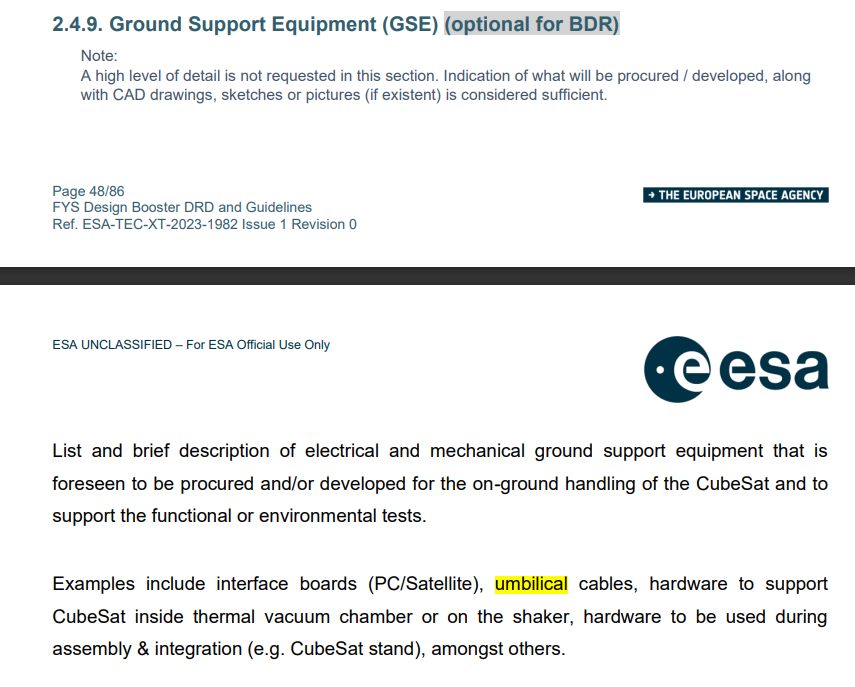 2.4.9. Ground Support Equipment (GSE) (optional for BDR)
Note:
A high level of detail is not requested in this section. Indication of what will be procured / developed, along
with CAD drawings, sketches or pictures (if existent) is considered sufficient.
Page 48/86
FYS Design Booster DRD and Guidelines
Ref. ESA-TEC-XT-2023-1982 Issue 1 Revision 0
→ THE EUROPEAN SPACE AGENCY
ESA UNCLASSIFIED – For ESA Official Use Only
esa
List and brief description of electrical and mechanical ground support equipment that is
foreseen to be procured and/or developed for the on-ground handling of the CubeSat and to
support the functional or environmental tests.
Examples include interface boards (PC/Satellite), umbilical cables, hardware to support
CubeSat inside thermal vacuum chamber or on the shaker, hardware to be used during
assembly & integration (e.g. CubeSat stand), amongst others.